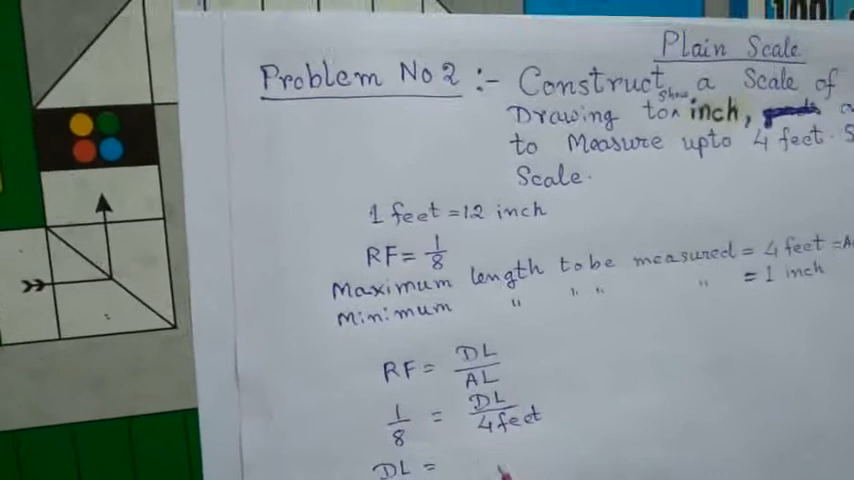 100
Plain Scale
Problem No 2 :- Construct a Scale of
Drawing to show inch,
to Measure upto 4 feet.
Scale.
1 feet = 12 inch
RF = 1/8
Maximum length to be measured = 4 feet =
Minimum " " " " = 1 inch
RF = DL/AL
1/8 = DL/4feet
DL =